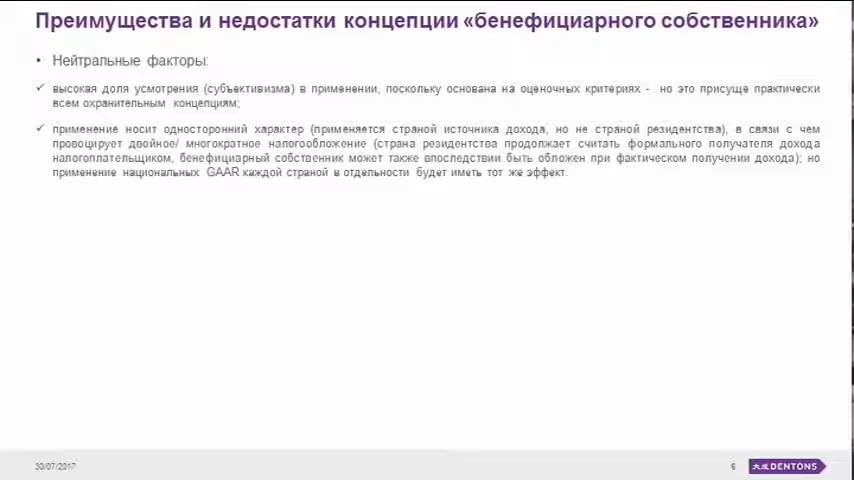 Преимущества и недостатки концепции «бенефициарного собственника»
• Нейтральные факторы:
✓ высокая доля усмотрения (субъективизма) в применении, поскольку основана на оценочных критериях - но это присуще практически
всем охранительным концепциям;
✓ применение носит односторонний характер (применяется страной источника дохода, но не страной резидентства), в связи с чем
провоцирует двойное/ многократное налогообложение (страна резидентства продолжает считать формального получателя дохода
налогоплательщиком, бенефициарный собственник может также впоследствии быть обложен при фактическом получении дохода); но
применение национальных GAAR каждой страной в отдельности будет иметь тот же эффект.
30/07/2017
6
大成 DENTONS